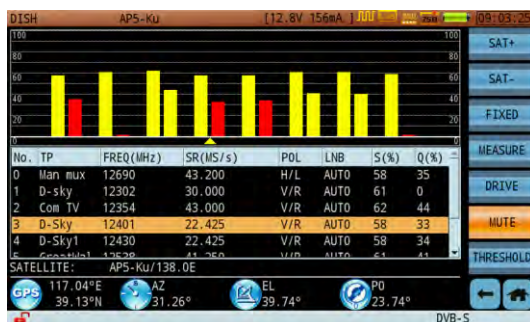 DISH AP5-Ku [12.8V 156mA.] 09:03:25
100 100
80 80
60 60
40 40
20 20
0 0
No. TP FREQ(MHz) SR(MS/s) POL LNB S(%) Q(%)
0 Man mux 12690 43.200 H/L AUTO 58 35
1 D-sky 12302 30.000 V/R AUTO 61 0
2 Com TV 12354 43.000 V/R AUTO 62 44
3 D-Sky 12401 22.425 V/R AUTO 58 33
4 D-Sky1 12430 22.425 V/R AUTO 58 34
SATELLITE: AP5-Ku/138.0E
GPS 117.04°E 39.13°N
AZ 31.26°
EL 39.74°
PO 23.74°
DVB-S
SAT+
SAT-
FIXED
MEASURE
DRIVE
MUTE
THRESHOLD